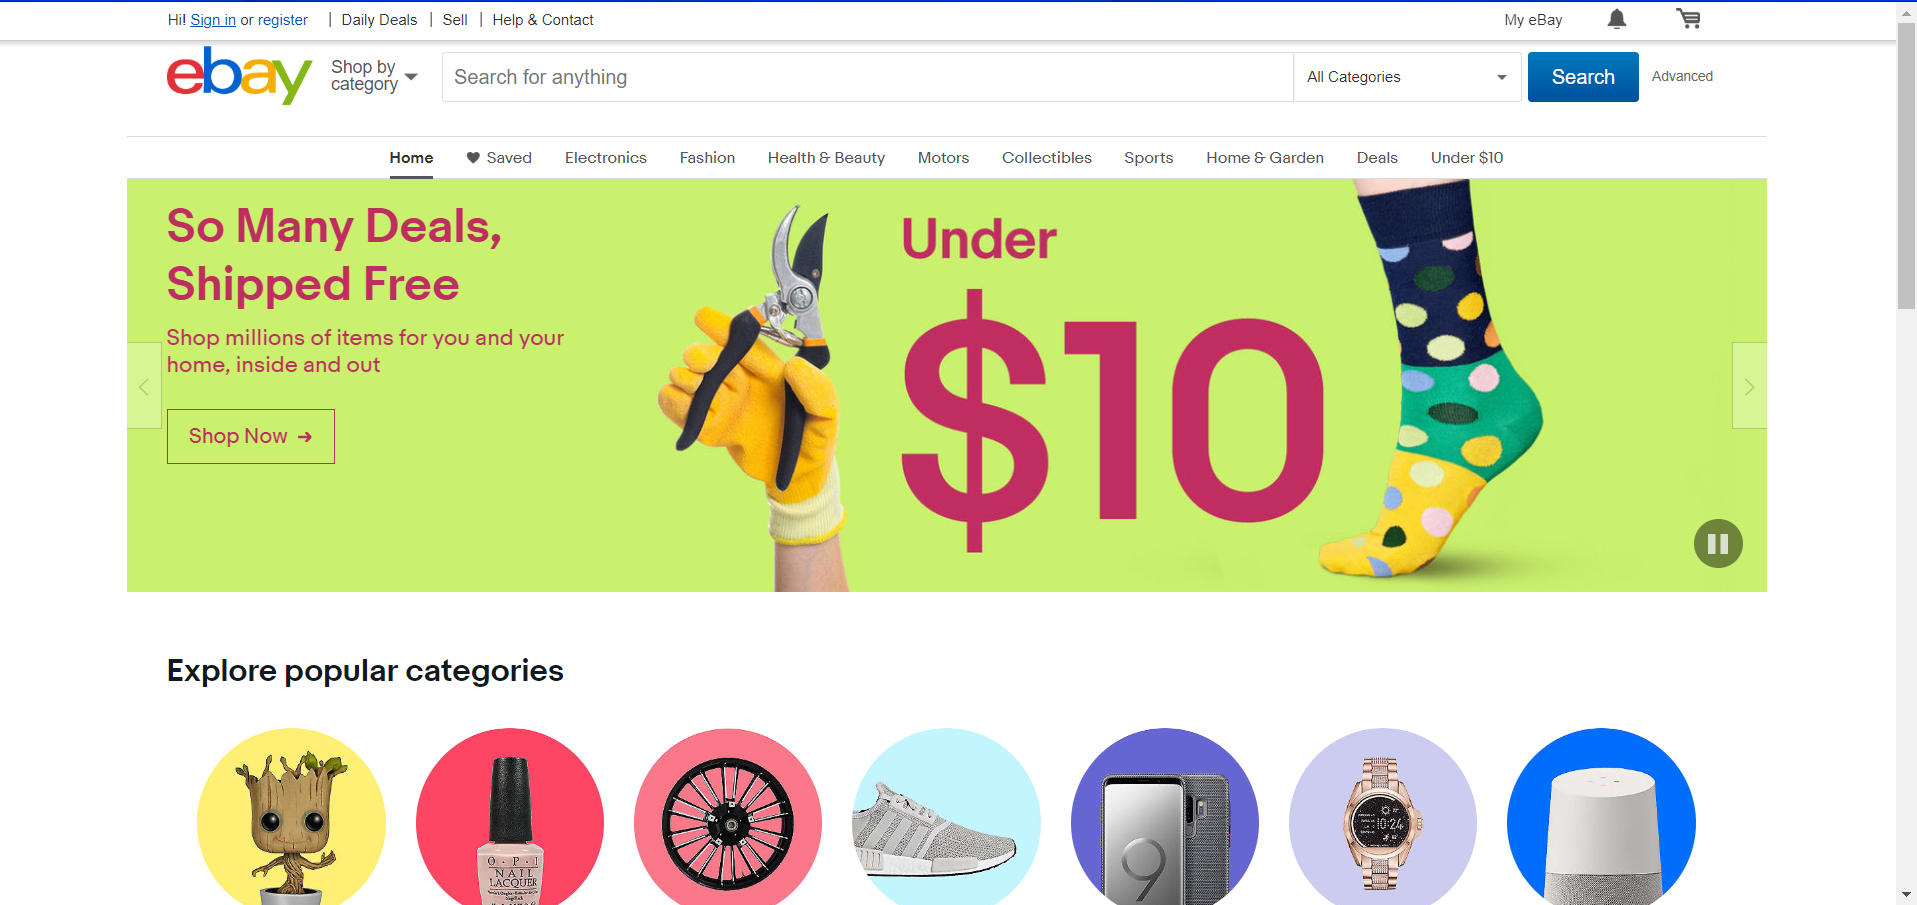 Hi! Sign in or register | Daily Deals | Sell | Help & Contact
My eBay
ebay
Shop by
category
Search for anything
All Categories
Search
Advanced
Home
Saved
Electronics
Fashion
Health & Beauty
Motors
Collectibles
Sports
Home & Garden
Deals
Under $10
So Many Deals,
Shipped Free
Shop millions of items for you and your
home, inside and out
Shop Now
Under
$10
Explore popular categories
O·P·I
NAIL
LACQUER
9
10:24